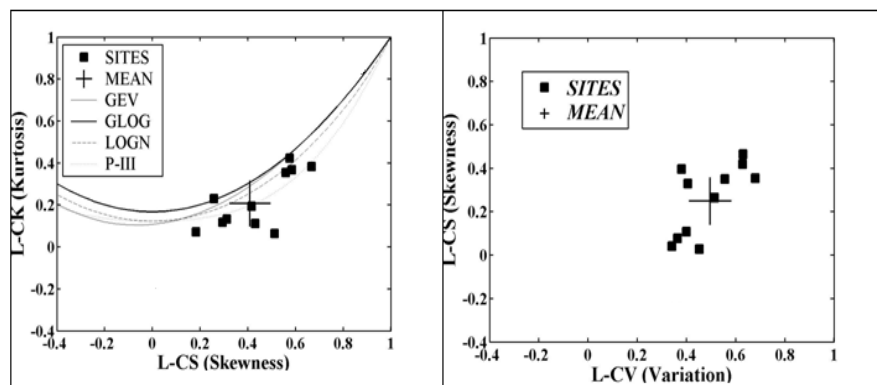 L-CK (Kurtosis)
1
0.8
0.6
0.4
0.2
0
-0.2
-0.4
SITES
MEAN
GEV
GLOG
LOGN
P-III
-0.4 -0.2 0 0.2 0.4 0.6 0.8 1
L-CS (Skewness)
L-CS (Skewness)
1
0.8
0.6
0.4
0.2
0
-0.2
-0.4
SITES
MEAN
-0.4 -0.2 0 0.2 0.4 0.6 0.8 1
L-CV (Variation)